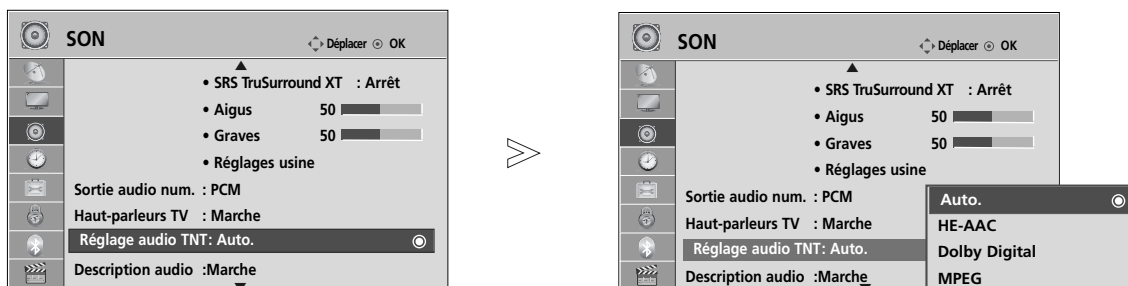 SON
Déplacer OK
• SRS TruSurround XT : Arrêt
• Aigus 50
• Graves 50
• Réglages usine
Sortie audio num. : PCM
Haut-parleurs TV : Marche
Réglage audio TNT: Auto.
Description audio :Marche
SON
Déplacer OK
• SRS TruSurround XT : Arrêt
• Aigus 50
• Graves 50
• Réglages usine
Sortie audio num. : PCM
Haut-parleurs TV : Marche
Réglage audio TNT: Auto.
Description audio :Marche
Auto.
HE-AAC
Dolby Digital
MPEG